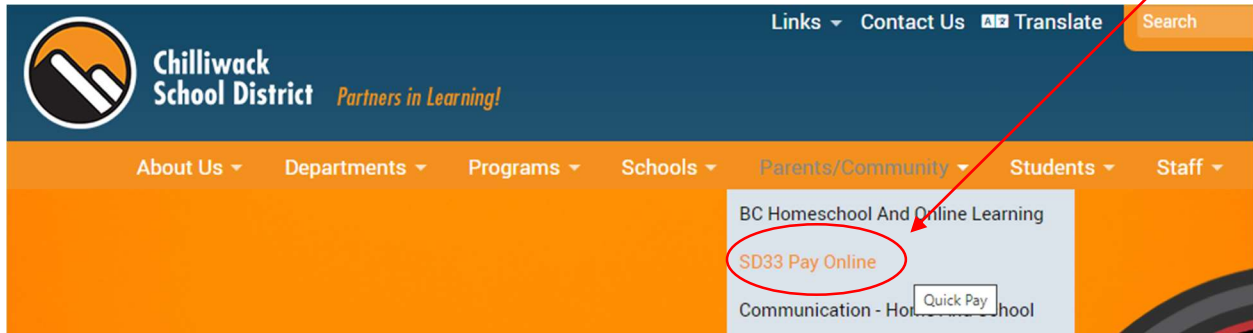 Links Contact Us Translate Search
Chilliwack
School District Partners in Learning!
About Us Departments Programs Schools Parents/Community Students Staff
BC Homeschool And Online Learning
SD33 Pay Online
Quick Pay
Communication - Home And School